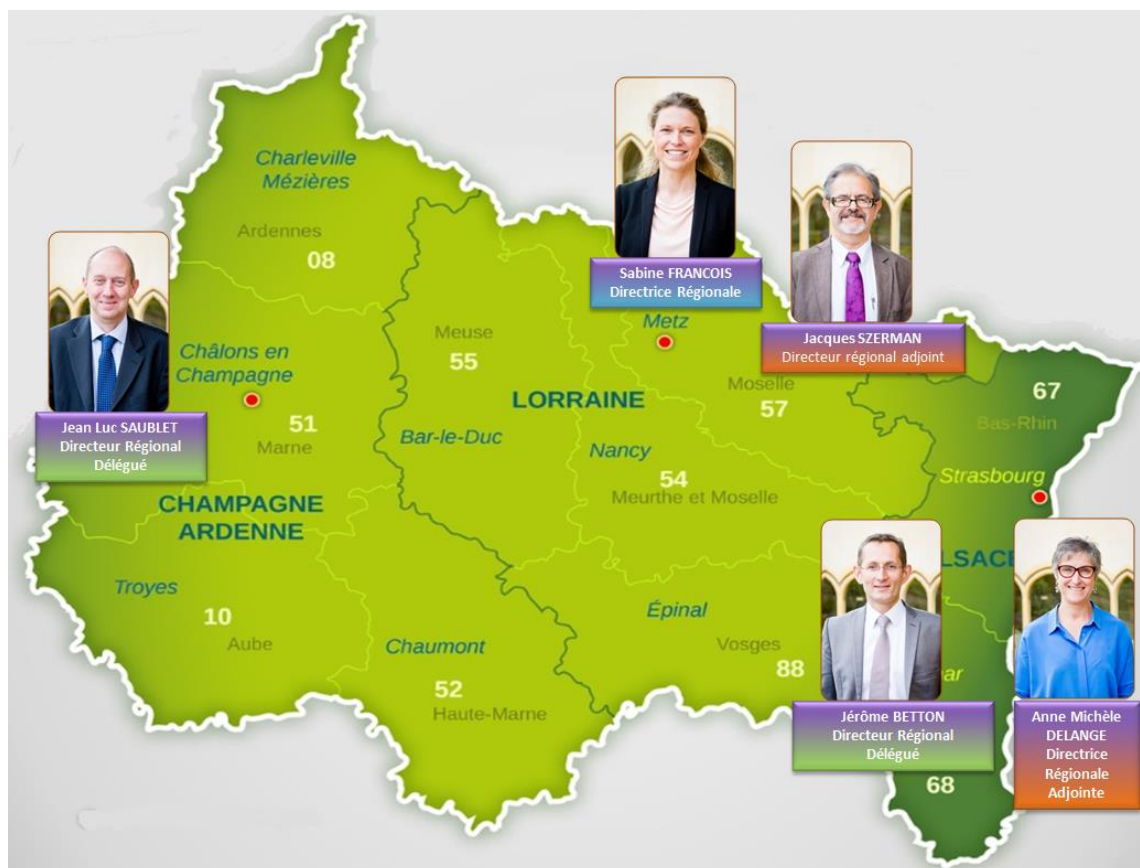 Charleville
Mézières
Ardennes
08
Sabine FRANCOIS
Directrice Régionale
Jean Luc SAUBLET
Directeur Régional
Délégué
Châlons en
Champagne
51
Marne
Meuse
55
Metz
Jacques SZERMAN
Directeur régional adjoint
Moselle
57
67
Bas-Rhin
LORRAINE
Bar-le-Duc
Nancy
54
Meurthe et Moselle
Strasbourg
CHAMPAGNE
ARDENNE
Troyes
10
Aube
Chaumont
52
Haute-Marne
Épinal
Vosges
88
LSACE
ar
Jérôme BETTON
Directeur Régional
Délégué
Anne Michèle
DELANGE
Directrice
Régionale
Adjointe
68